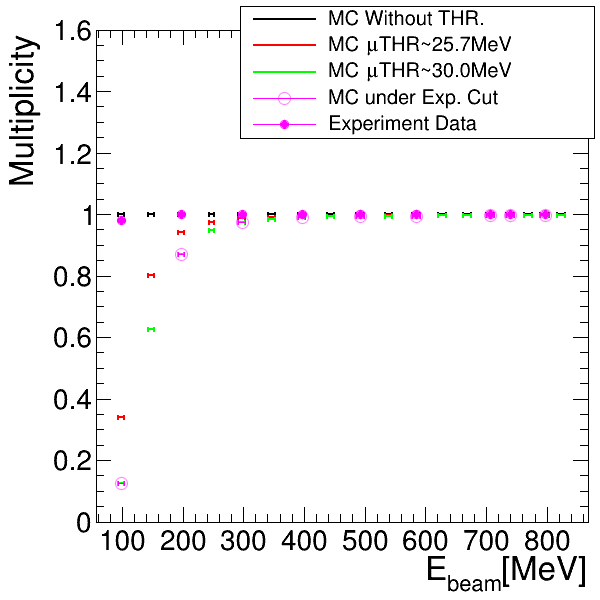 MC Without THR.
MC μTHR~25.7MeV
MC μTHR~30.0MeV
MC under Exp. Cut
Experiment Data
Multiplicity
1.6
1.4
1.2
1
0.8
0.6
0.4
0.2
0
100 200 300 400 500 600 700 800
E_beam[MeV]